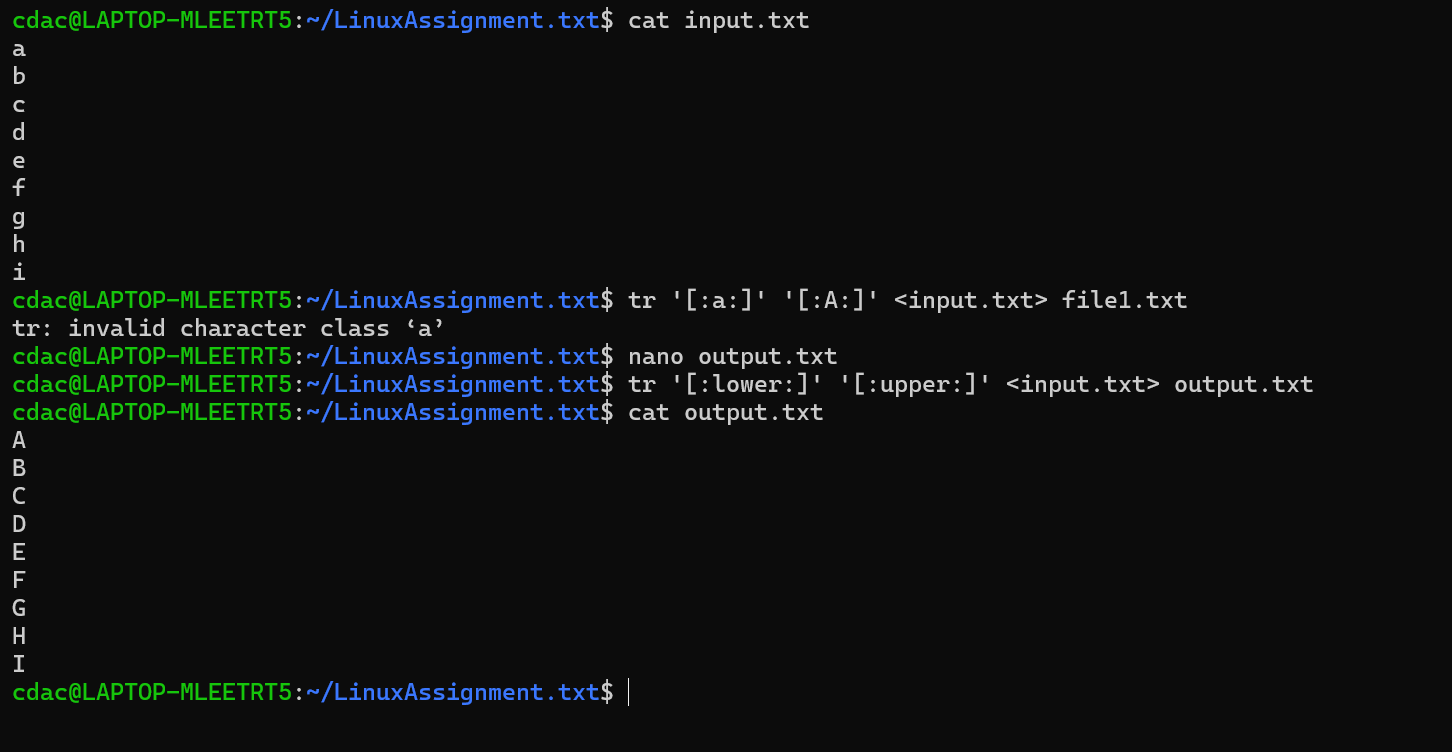 cdac@LAPTOP-MLEETRT5:~/LinuxAssignment.txt$ cat input.txt
a
b
c
d
e
f
g
h
i
cdac@LAPTOP-MLEETRT5:~/LinuxAssignment.txt$ tr '[:a:]' '[:A:]' <input.txt> file1.txt
tr: invalid character class ‘a’
cdac@LAPTOP-MLEETRT5:~/LinuxAssignment.txt$ nano output.txt
cdac@LAPTOP-MLEETRT5:~/LinuxAssignment.txt$ tr '[:lower:]' '[:upper:]' <input.txt> output.txt
cdac@LAPTOP-MLEETRT5:~/LinuxAssignment.txt$ cat output.txt
A
B
C
D
E
F
G
H
I
cdac@LAPTOP-MLEETRT5:~/LinuxAssignment.txt$